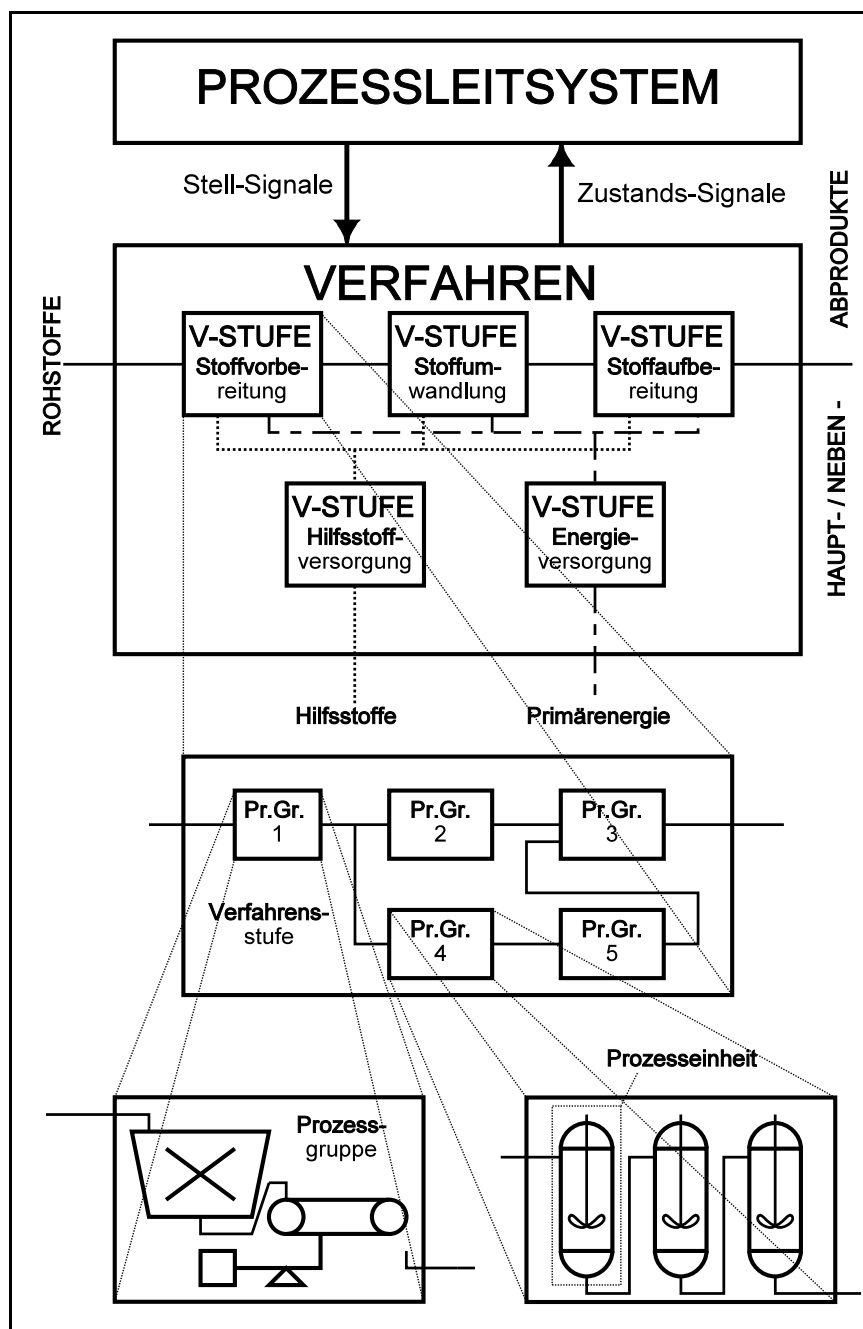 PROZESSLEITSYSTEM
Stell-Signale
Zustands-Signale
VERFAHREN
ROHSTOFFE
V-STUFE
Stoffvorbe-
reitung
V-STUFE
Stoffum-
wandlung
V-STUFE
Stoffaufbe-
reitung
ABPRODUKTE
HAUPT- / NEBEN -
V-STUFE
Hilfsstoff-
versorgung
V-STUFE
Energie-
versorgung
Hilfsstoffe
Primärenergie
Pr.Gr.
1
Pr.Gr.
2
Pr.Gr.
3
Verfahrens-
stufe
Pr.Gr.
4
Pr.Gr.
5
Prozesseinheit
Prozess-
gruppe